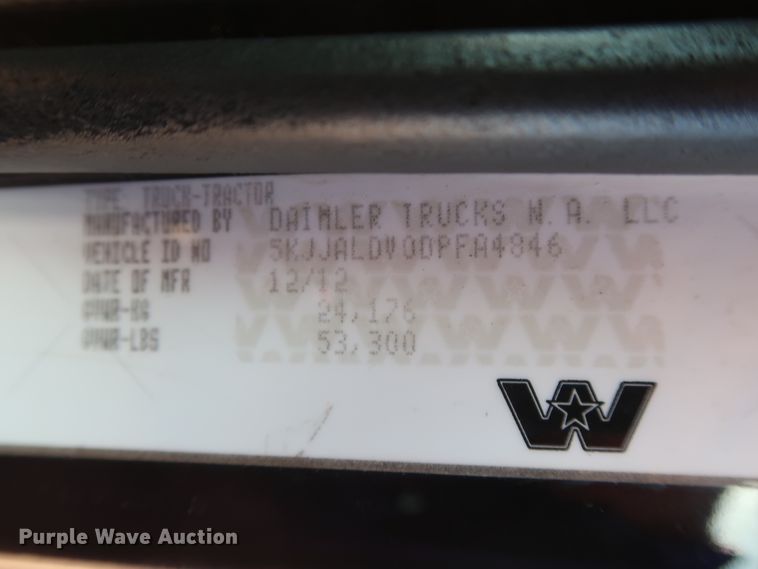 TYPE: TRUCK-TRACTOR
MANUFACTURED BY DAIMLER TRUCKS N.A. LLC
VEHICLE ID NO 5KJJALDV0DPFA4846
DATE OF MFR 12/12
GVWR-KG 24,176
GVWR-LBS 53,300
W
Purple Wave Auction